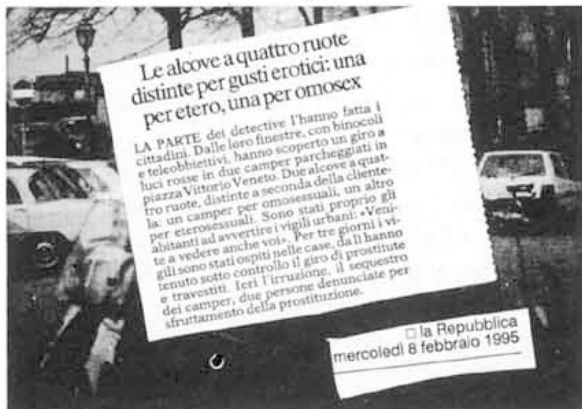 Le alcove a quattro ruote
distinte per gusti erotici: una
per etero, una per omosex
LA PARTE dei detective l'hanno fatta i
cittadini. Dalle loro finestre, con binocoli
e teleobbiettivi, hanno scoperto un giro a
luci rosse in due camper parcheggiati in
piazza Vittorio Veneto. Due alcove a quat-
tro ruote, distinte a seconda della cliente-
la: un camper per omosessuali, un altro
per eterosessuali. Sono stati proprio gli
abitanti ad avvertire i vigili urbani: «Veni-
te a vedere anche voi». Per tre giorni i vi-
gili sono stati ospiti nelle case, da lì hanno
tenuto sotto controllo il giro di prostitute
e travestiti. Ieri l'irruzione, il sequestro
dei camper, due persone denunciate per
sfruttamento della prostituzione.
□ la Repubblica
mercoledì 8 febbraio 1995